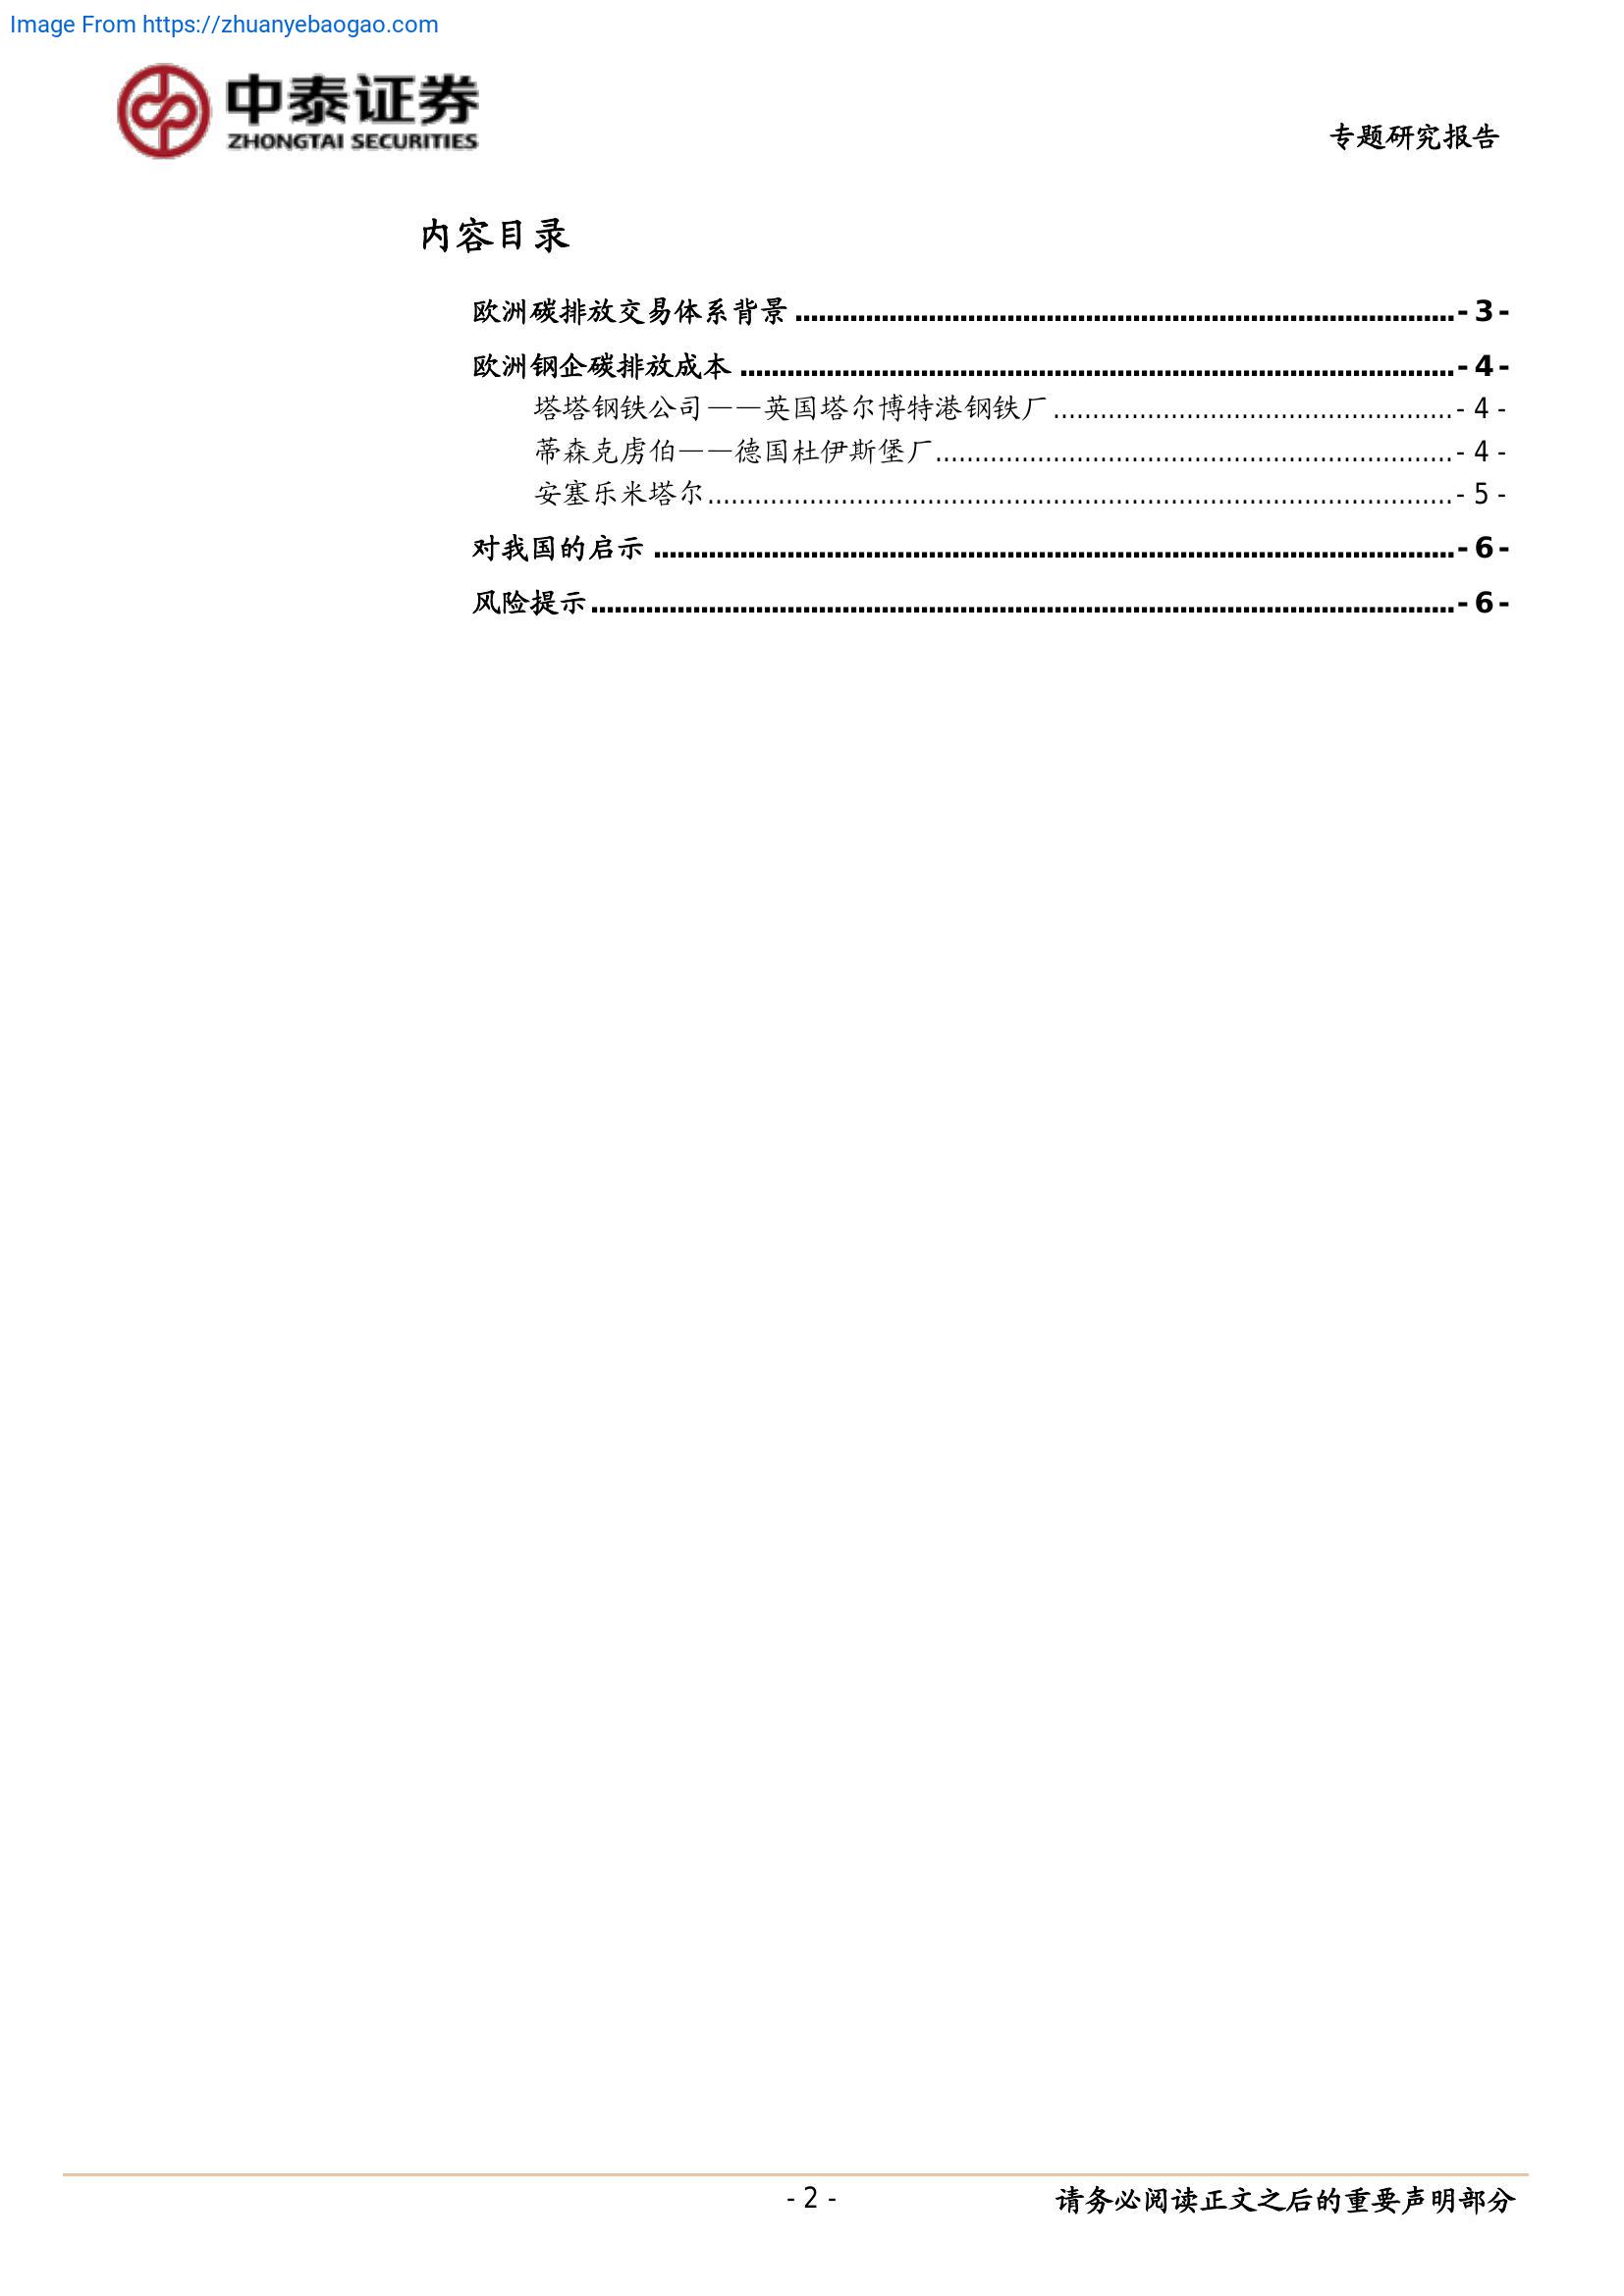 Image From https://zhuanyebaogao.com
中泰证券
ZHONGTAI SECURITIES
专题研究报告
内容目录
欧洲碳排放交易体系背景 ........ - 3 -
欧洲钢企碳排放成本 ........ - 4 -
塔塔钢铁公司——英国塔尔博特港钢铁厂 ........ - 4 -
蒂森克虏伯——德国杜伊斯堡厂 ........ - 4 -
安塞乐米塔尔 ........ - 5 -
对我国的启示 ........ - 6 -
风险提示 ........ - 6 -
- 2 -
请务必阅读正文之后的重要声明部分